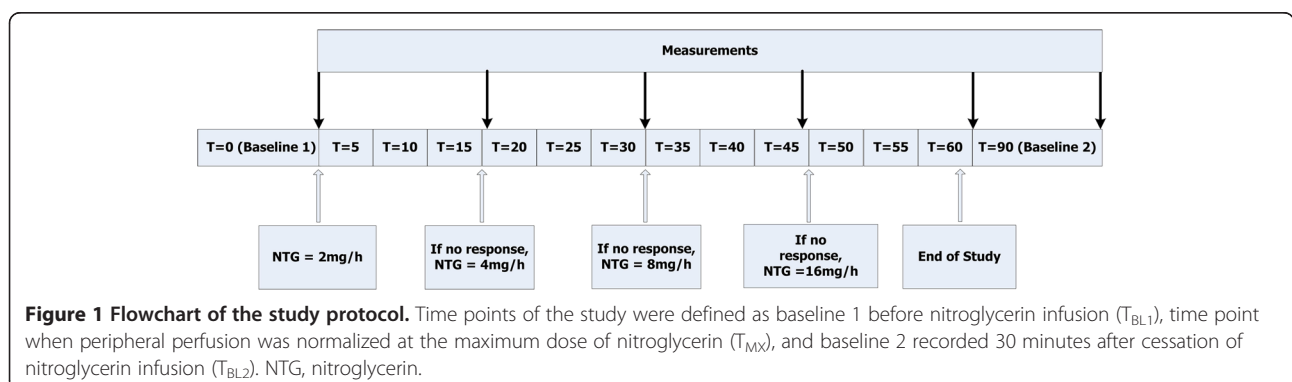 Measurements
T=0 (Baseline 1) T=5 T=10 T=15 T=20 T=25 T=30 T=35 T=40 T=45 T=50 T=55 T=60 T=90 (Baseline 2)
NTG = 2mg/h
If no response,
NTG = 4mg/h
If no response,
NTG = 8mg/h
If no
response,
NTG =16mg/h
End of Study
Figure 1 Flowchart of the study protocol. Time points of the study were defined as baseline 1 before nitroglycerin infusion (TBL1), time point
when peripheral perfusion was normalized at the maximum dose of nitroglycerin (TMX), and baseline 2 recorded 30 minutes after cessation of
nitroglycerin infusion (TBL2). NTG, nitroglycerin.